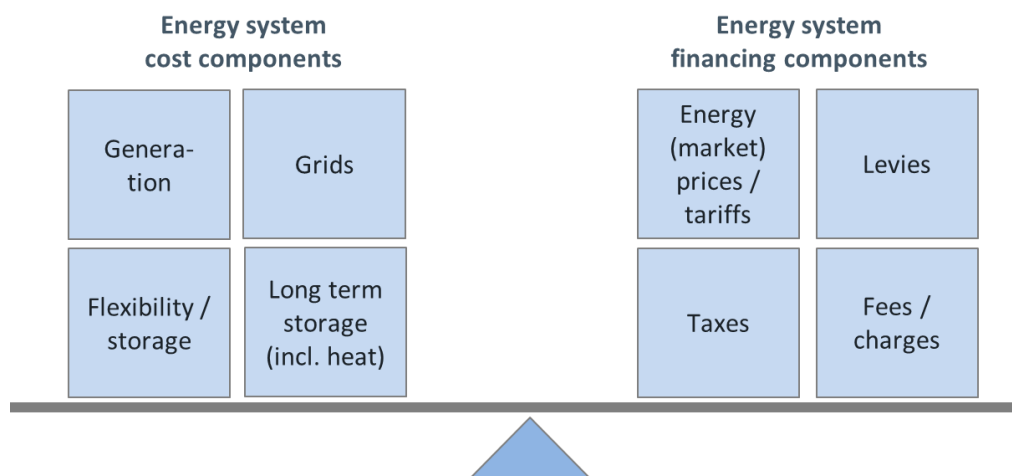 Energy system
cost components
Energy system
financing components
Genera-
tion
Grids
Energy
(market)
prices /
tariffs
Levies
Flexibility /
storage
Long term
storage
(incl. heat)
Taxes
Fees /
charges